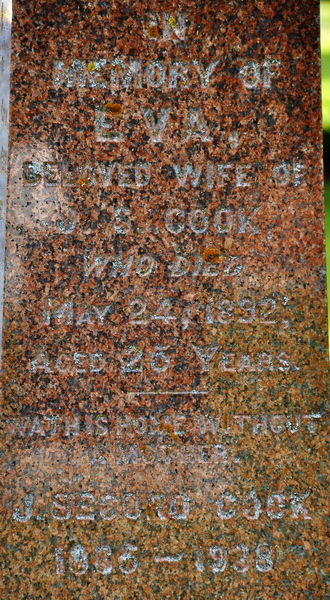 IN
MEMORY OF
EVA,
BELOVED WIFE OF
J. S. COOK,
WHO DIED
MAY 24, 1892,
AGED 25 YEARS.
WHAT IS HOME WITHOUT
A MOTHER.
J. SECORD COOK
1865 – 1938